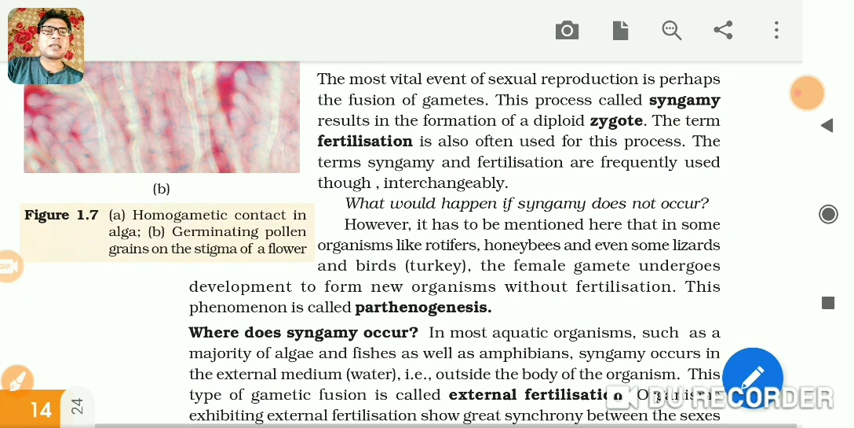 The most vital event of sexual reproduction is perhaps
the fusion of gametes. This process called syngamy
results in the formation of a diploid zygote. The term
fertilisation is also often used for this process. The
terms syngamy and fertilisation are frequently used
though , interchangeably.
(b)
What would happen if syngamy does not occur?
Figure 1.7 (a) Homogametic contact in
alga; (b) Germinating pollen
grains on the stigma of a flower
However, it has to be mentioned here that in some
organisms like rotifers, honeybees and even some lizards
and birds (turkey), the female gamete undergoes
development to form new organisms without fertilisation. This
phenomenon is called parthenogenesis.
Where does syngamy occur? In most aquatic organisms, such as a
majority of algae and fishes as well as amphibians, syngamy occurs in
the external medium (water), i.e., outside the body of the organism. This
type of gametic fusion is called external fertilisation. Organisms
exhibiting external fertilisation show great synchrony between the sexes
14
24
GIF
DU RECORDER